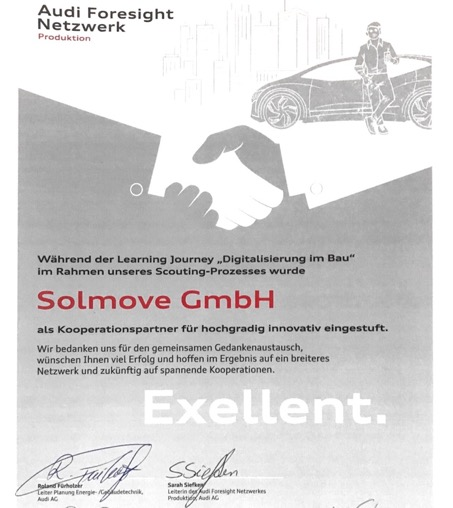 Audi Foresight
Netzwerk
Produktion
Während der Learning Journey „Digitalisierung im Bau“
im Rahmen unseres Scouting-Prozesses wurde
Solmove GmbH
als Kooperationspartner für hochgradig innovativ eingestuft.
Wir bedanken uns für den gemeinsamen Gedankenaustausch,
wünschen Ihnen viel Erfolg und hoffen im Ergebnis auf ein breiteres
Netzwerk und zukünftig auf spannende Kooperationen.
Exellent.
Roland Fürholzer
Leiter Planung Energie- /Gebäudetechnik,
Audi AG
S Sießen
Sarah Siefken
Leiterin des Audi Foresight Netzwerkes
Produktion, Audi AG